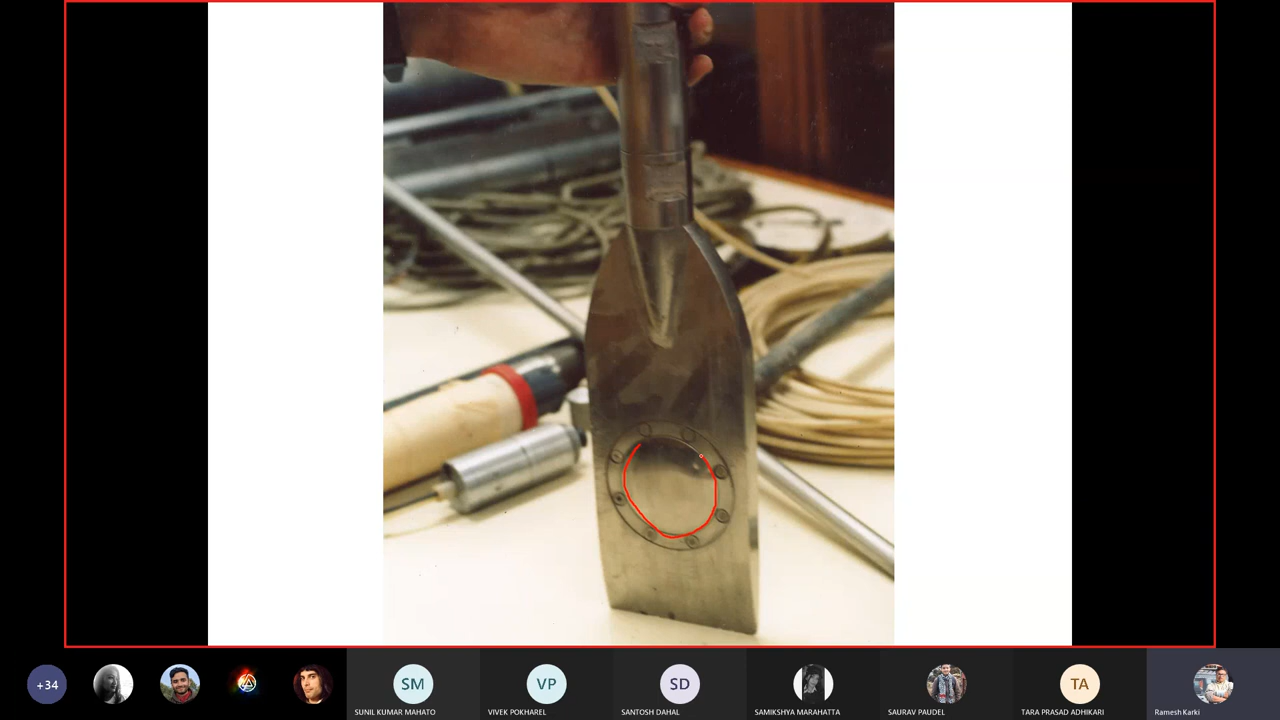 +34
SM
SUNIL KUMAR MAHATO
VP
VIVEK POKHAREL
SD
SANTOSH DAHAL
SAMIKSHYA MARAHATTA
SAURAV PAUDEL
TA
TARA PRASAD ADHIKARI
Ramesh Karki